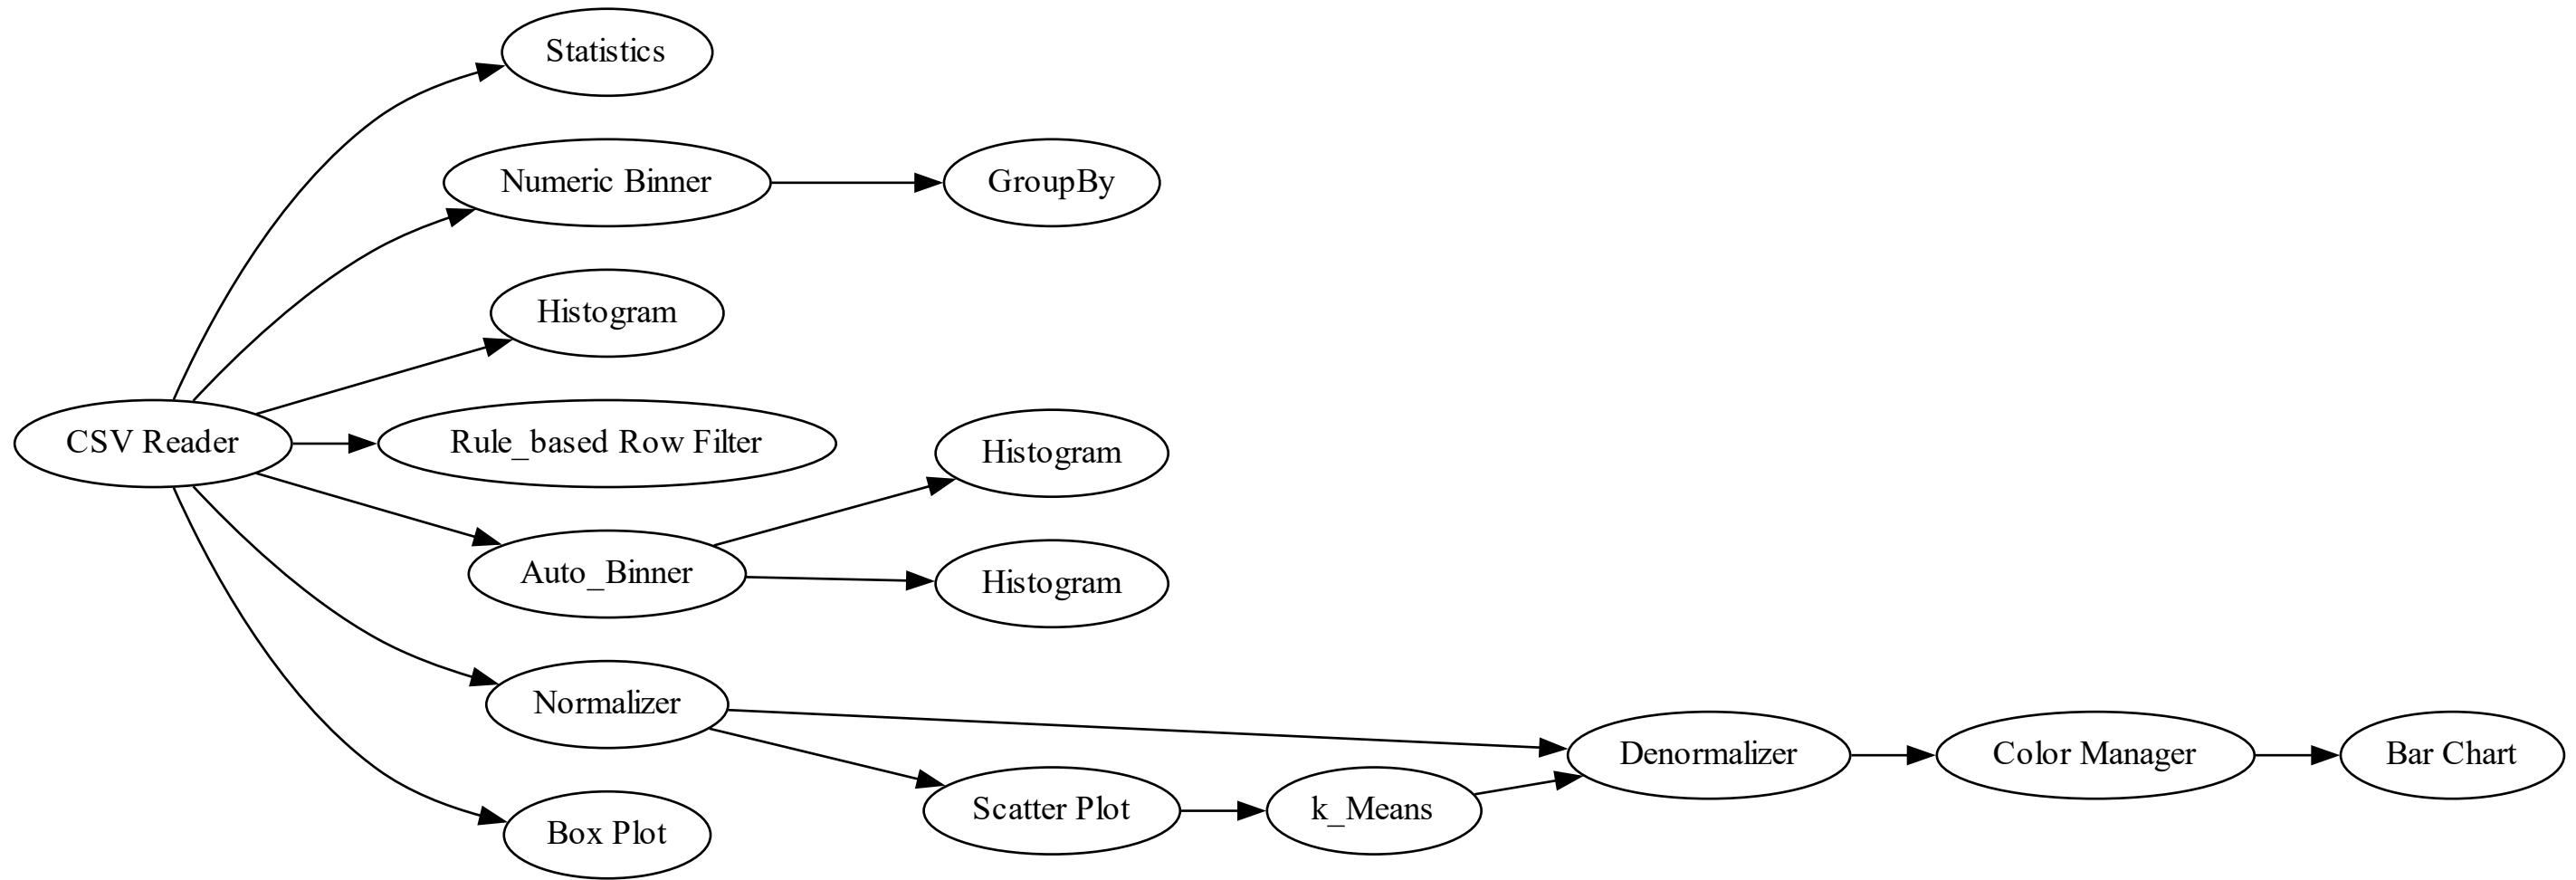 Statistics
Numeric Binner
GroupBy
Histogram
CSV Reader
Rule_based Row Filter
Histogram
Auto_Binner
Histogram
Normalizer
Denormalizer
Color Manager
Bar Chart
Scatter Plot
k_Means
Box Plot